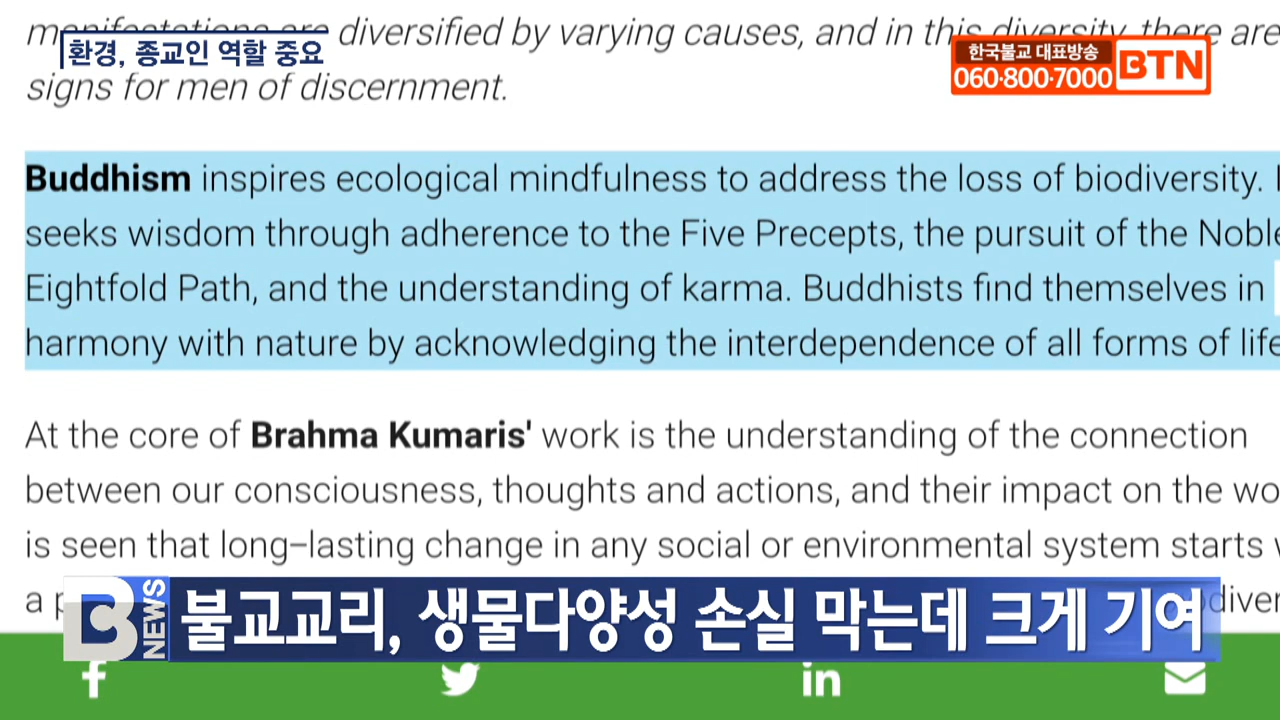 manifestations are diversified by varying causes, and in this diversity, there are
환경, 종교인 역할 중요
한국불교 대표방송
060·800·7000 BTN
signs for men of discernment.
Buddhism inspires ecological mindfulness to address the loss of biodiversity.
seeks wisdom through adherence to the Five Precepts, the pursuit of the Noble
Eightfold Path, and the understanding of karma. Buddhists find themselves in
harmony with nature by acknowledging the interdependence of all forms of life
At the core of Brahma Kumaris' work is the understanding of the connection
between our consciousness, thoughts and actions, and their impact on the wo
is seen that long–lasting change in any social or environmental system starts
a
B NEWS
불교교리, 생물다양성 손실 막는데 크게 기여
f in